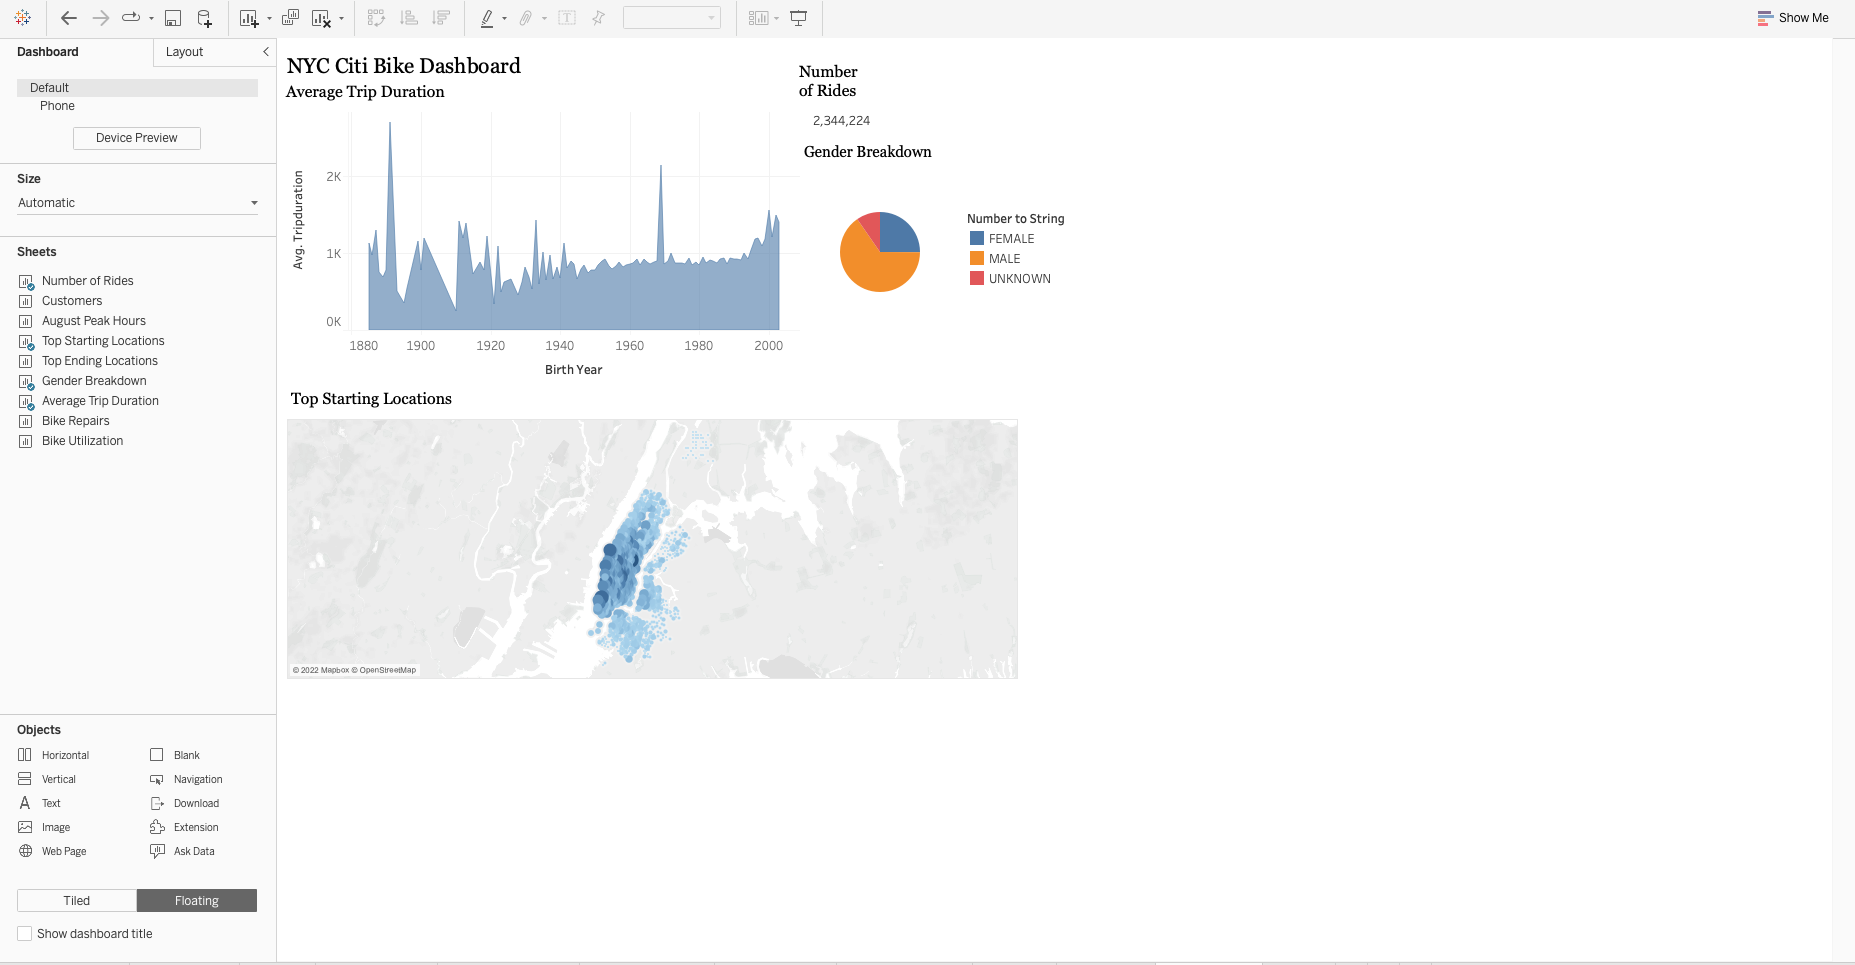 Show Me
Dashboard
Layout
Default
Phone
Device Preview
Size
Automatic
Sheets
Number of Rides
Customers
August Peak Hours
Top Starting Locations
Top Ending Locations
Gender Breakdown
Average Trip Duration
Bike Repairs
Bike Utilization
Objects
Horizontal
Blank
Vertical
Navigation
Text
Download
Image
Extension
Web Page
Ask Data
Tiled
Floating
Show dashboard title
NYC Citi Bike Dashboard
Average Trip Duration
Avg. Tripduration
2K
1K
0K
1880 1900 1920 1940 1960 1980 2000
Birth Year
Number
of Rides
2,344,224
Gender Breakdown
Number to String
FEMALE
MALE
UNKNOWN
Top Starting Locations
© 2022 Mapbox © OpenStreetMap